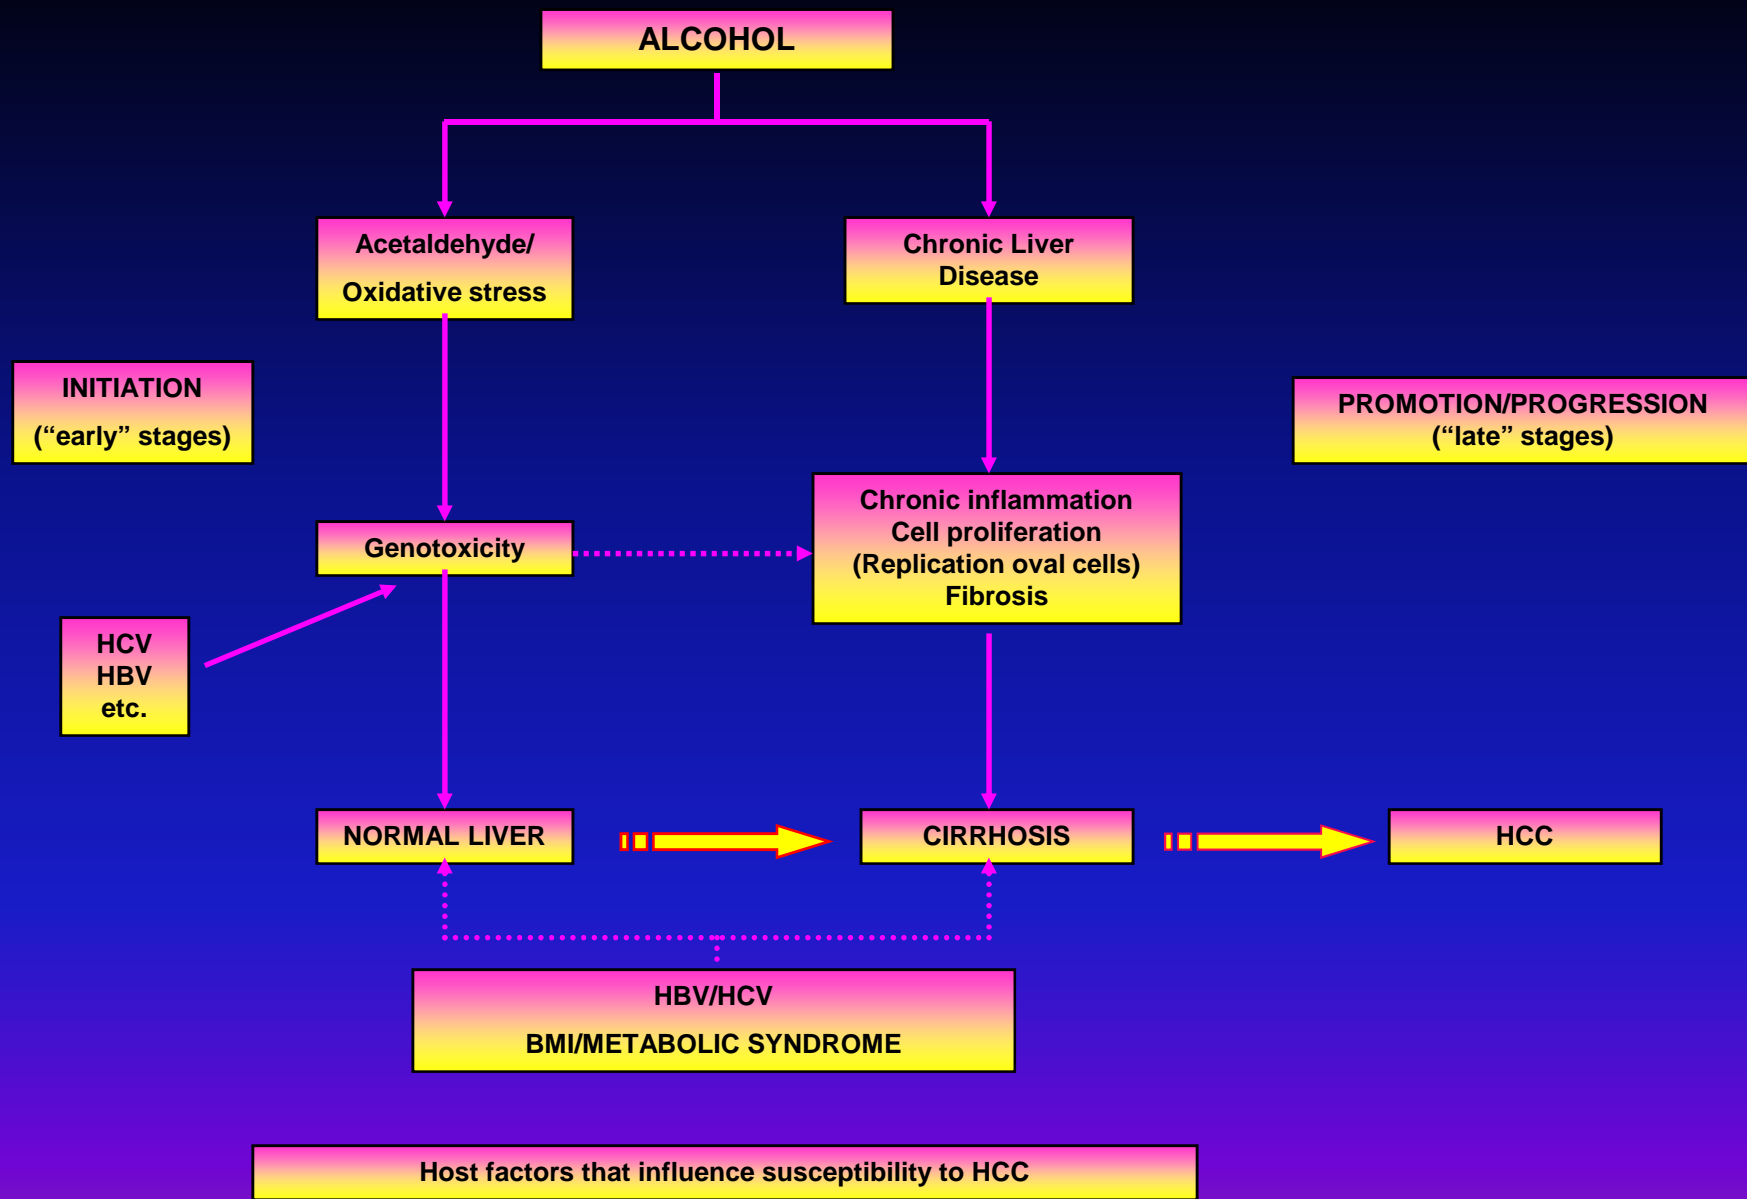 ALCOHOL
Acetaldehyde/
Oxidative stress
Chronic Liver
Disease
INITIATION
(“early” stages)
PROMOTION/PROGRESSION
(“late” stages)
Genotoxicity
Chronic inflammation
Cell proliferation
(Replication oval cells)
Fibrosis
HCV
HBV
etc.
NORMAL LIVER
CIRRHOSIS
HCC
HBV/HCV
BMI/METABOLIC SYNDROME
Host factors that influence susceptibility to HCC